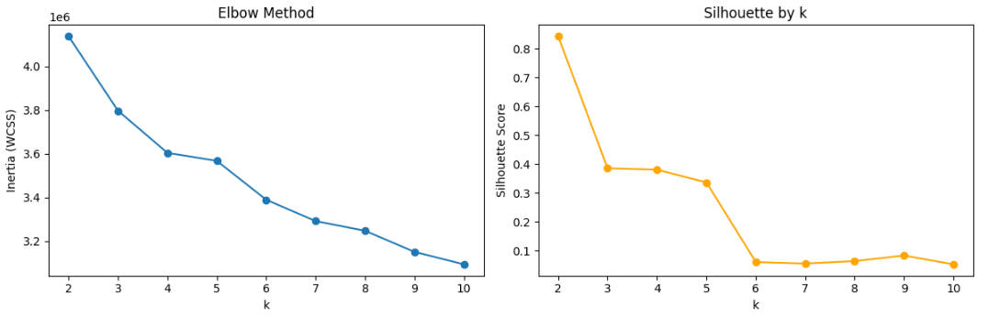 Elbow Method
1e6
4.0
3.8
3.6
3.4
3.2
Inertia (WCSS)
2 3 4 5 6 7 8 9 10
k
Silhouette by k
0.8
0.7
0.6
0.5
0.4
0.3
0.2
0.1
Silhouette Score
2 3 4 5 6 7 8 9 10
k